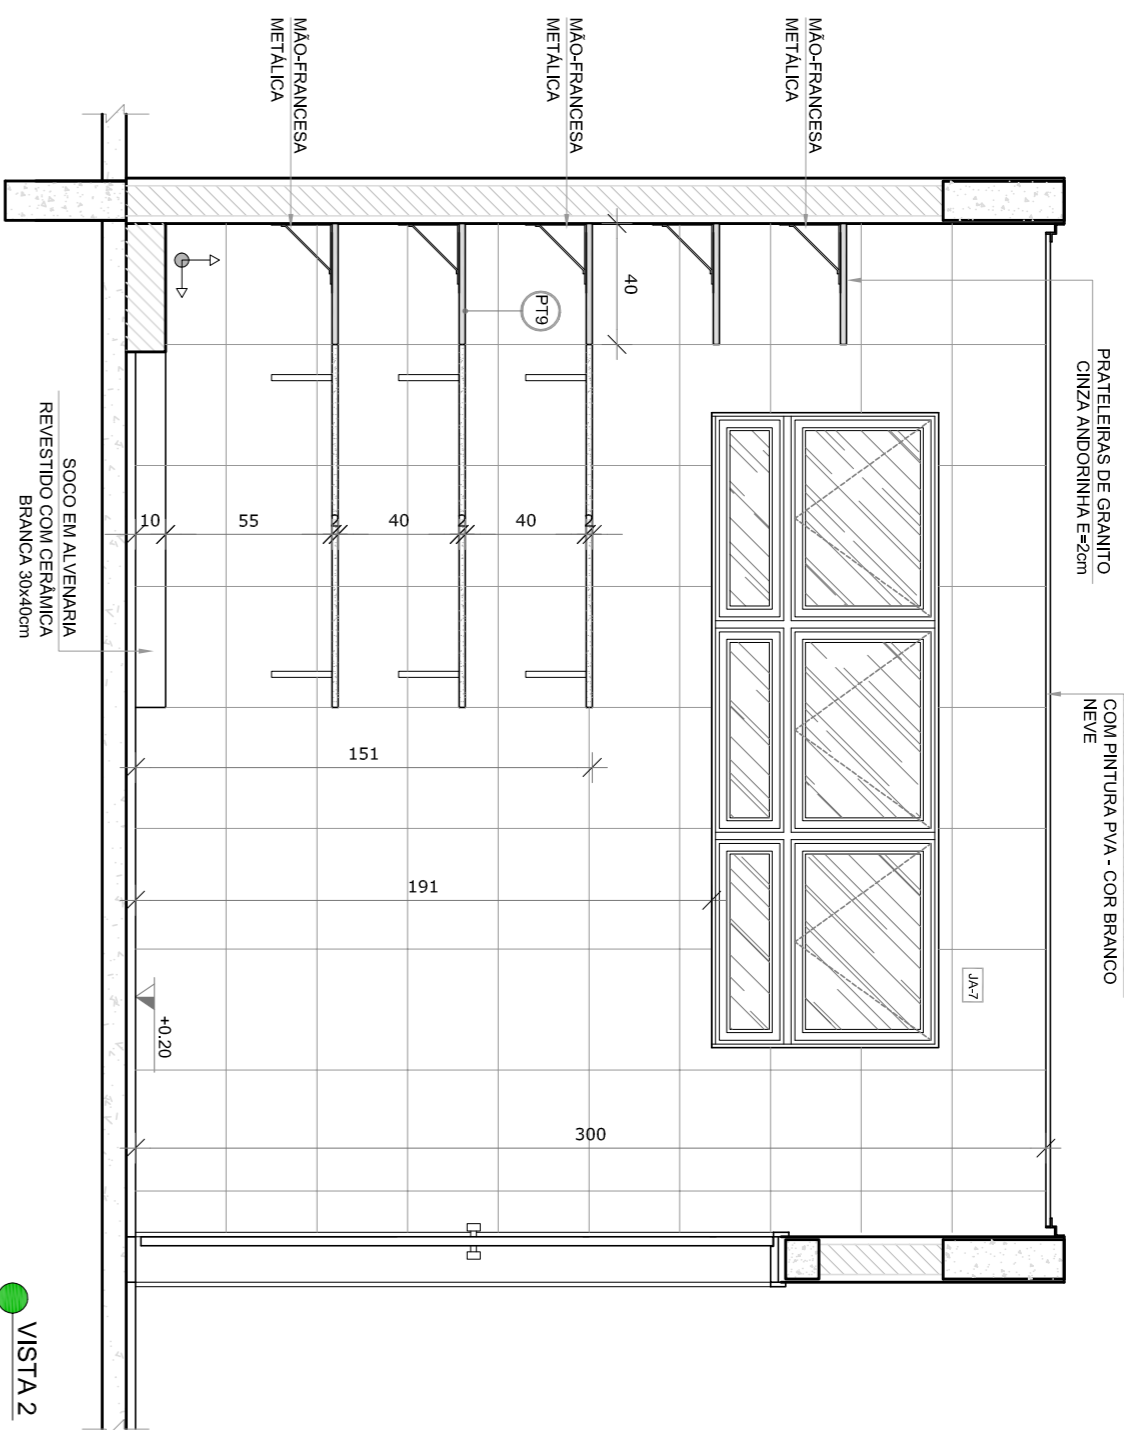 MÃO-FRANCESA
METÁLICA
MÃO-FRANCESA
METÁLICA
MÃO-FRANCESA
METÁLICA
PRATELEIRAS DE GRANITO
CINZA ANDORINHA E=2cm
COM PINTURA PVA - COR BRANCO
NEVE
40
PT9
10
55
2
40
2
40
2
151
191
JA-7
+0.20
300
SOCO EM ALVENARIA
REVESTIDO COM CERÂMICA
BRANCA 30x40cm
VISTA 2